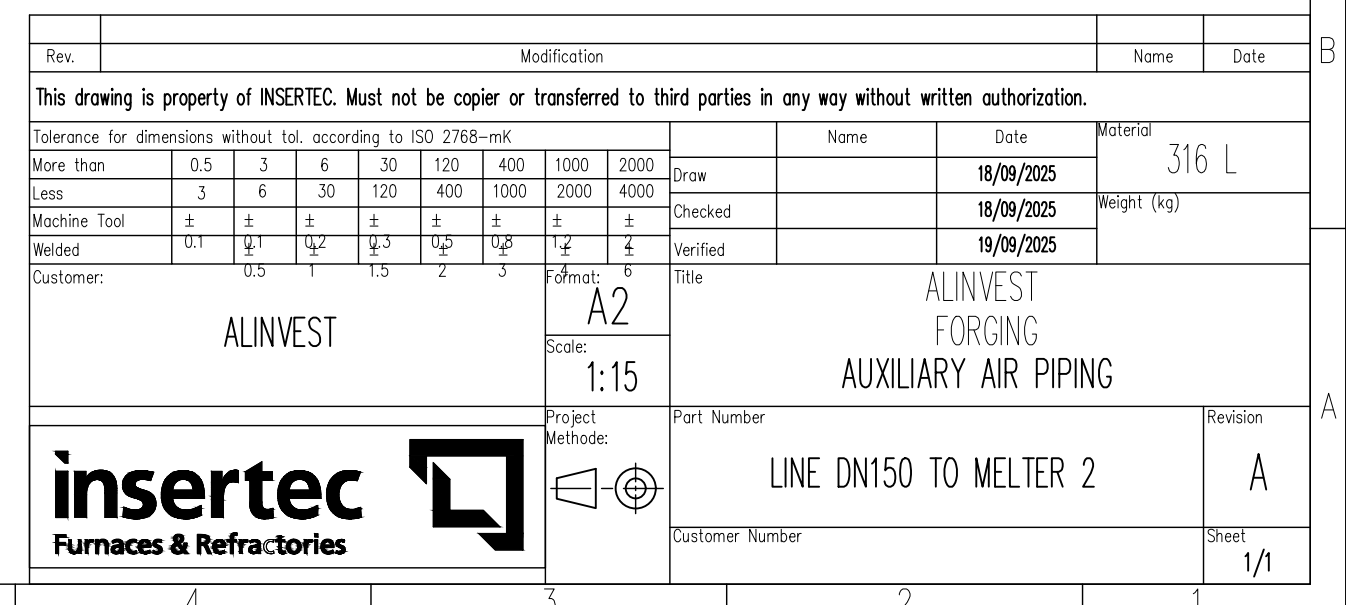 B
Rev. Modification Name Date
This drawing is property of INSERTEC. Must not be copier or transferred to third parties in any way without written authorization.
Tolerance for dimensions without tol. according to ISO 2768-mK
Name Date
Material
316 L
More than 0.5 3 6 30 120 400 1000 2000
Less 3 6 30 120 400 1000 2000 4000
Machine Tool ± ± ± ± ± ± ± ±
0.1 0.1 0.2 0.3 0.5 0.8 1.2 2
Welded ± ± ± ± ± ± ±
0.5 1 1.5 2 3 4 6
Draw 18/09/2025
Checked 18/09/2025
Verified 19/09/2025
Weight (kg)
Customer:
ALINVEST
Format:
A2
Scale:
1:15
Title
ALINVEST
FORGING
AUXILIARY AIR PIPING
A
Project
Methode:
Part Number
LINE DN150 TO MELTER 2
Revision
A
insertec
Furnaces & Refractories
Customer Number
Sheet
1/1
4 3 2 1